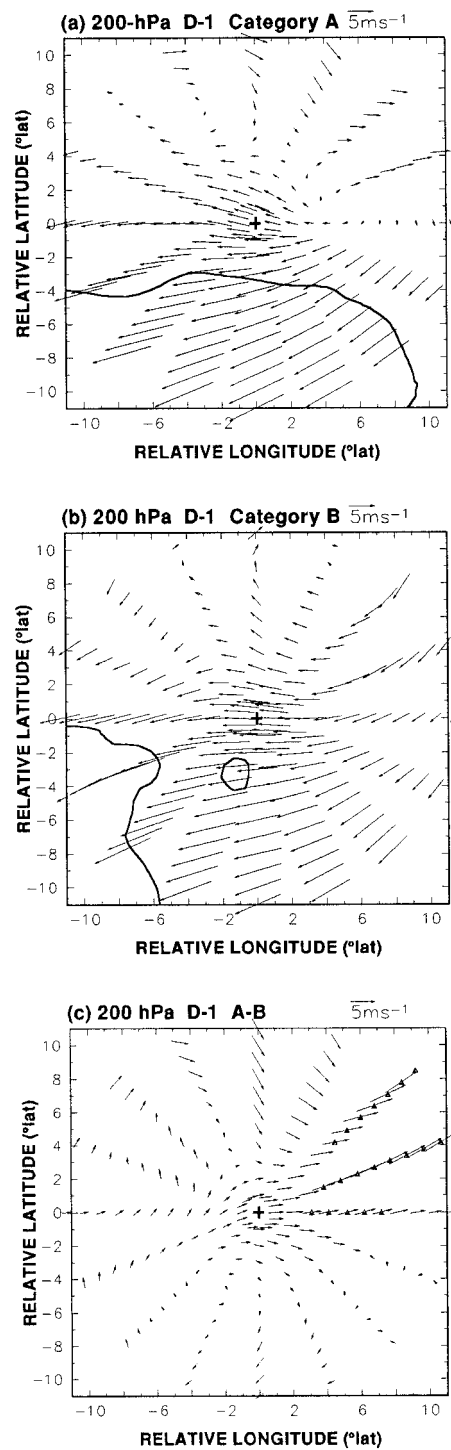 (a) 200-hPa D-1 Category A 5ms⁻¹
RELATIVE LATITUDE (°lat)
10
8
6
4
2
0
-2
-4
-6
-8
-10
-10 -6 -2 2 6 10
RELATIVE LONGITUDE (°lat)
(b) 200 hPa D-1 Category B 5ms⁻¹
RELATIVE LATITUDE (°lat)
10
8
6
4
2
0
-2
-4
-6
-8
-10
-10 -6 -2 2 6 10
RELATIVE LONGITUDE (°lat)
(c) 200 hPa D-1 A-B 5ms⁻¹
RELATIVE LATITUDE (°lat)
10
8
6
4
2
0
-2
-4
-6
-8
-10
-10 -6 -2 2 6 10
RELATIVE LONGITUDE (°lat)